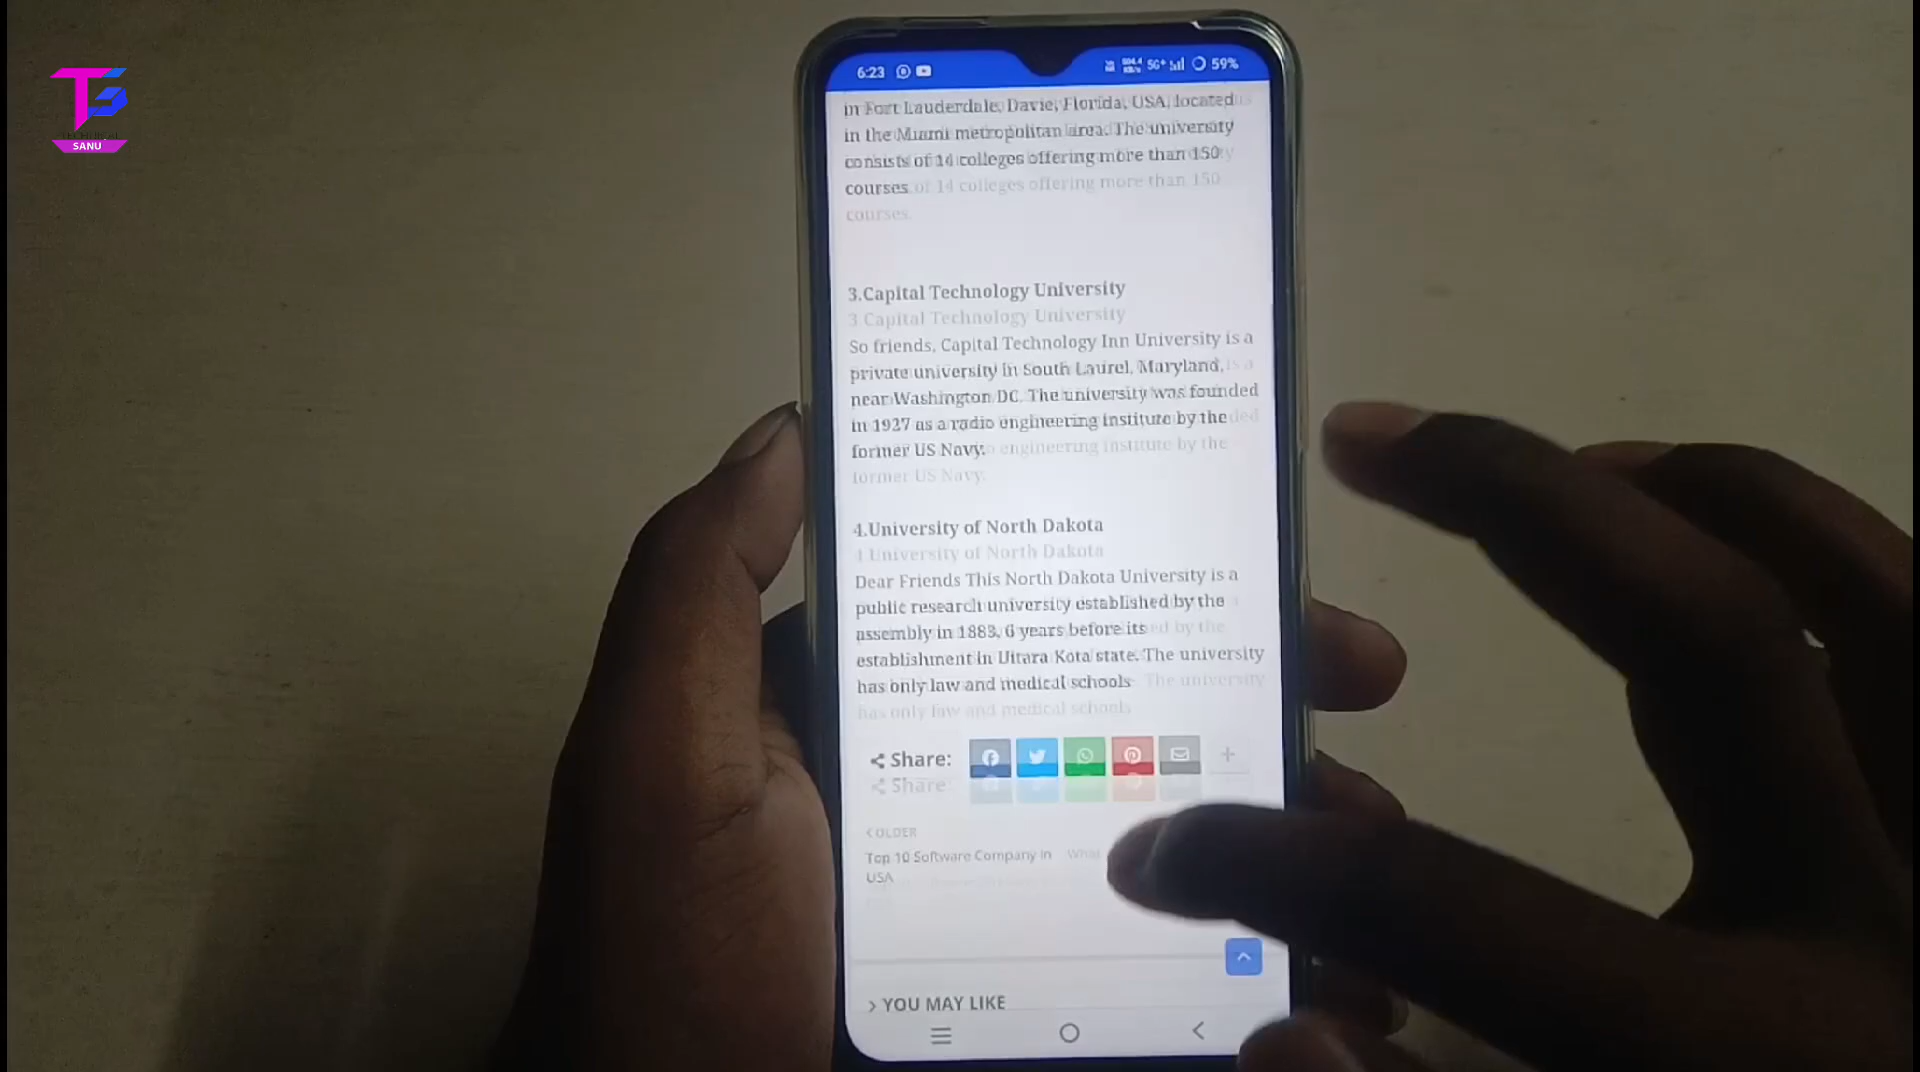 SANU
6:23
5G+
59%
in Fort Lauderdale, Davie, Florida, USA, located
in the Miami metropolitan area. The university
consists of 14 colleges offering more than 150
courses
3.Capital Technology University
So friends, Capital Technology Inn University is a
private university in South Laurel, Maryland,
near Washington DC. The university was founded
in 1927 as a radio engineering institute by the
former US Navy.
4.University of North Dakota
Dear Friends This North Dakota University is a
public research university established by the
assembly in 1883, 6 years before its
establishment in Uttara Kota state. The university
has only law and medical schools
Share:
< OLDER
Top 10 Software Company in
USA
What
> YOU MAY LIKE